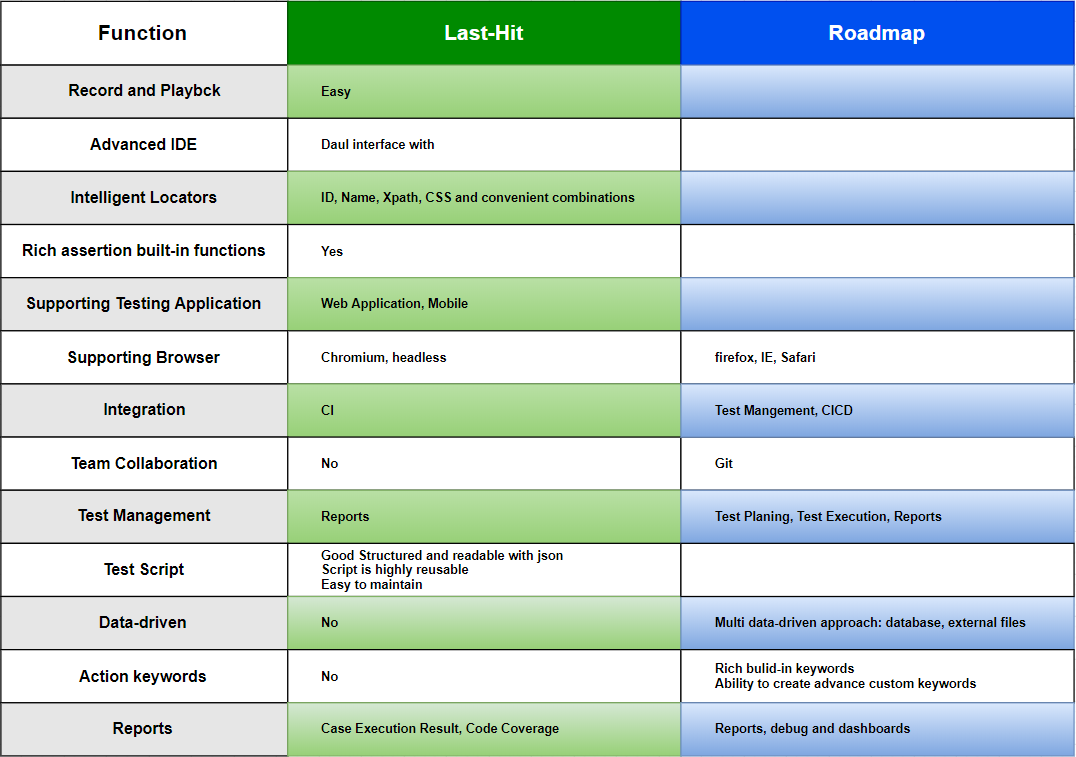 Function Last-Hit Roadmap
Record and Playbck Easy
Advanced IDE Daul interface with
Intelligent Locators ID, Name, Xpath, CSS and convenient combinations
Rich assertion built-in functions Yes
Supporting Testing Application Web Application, Mobile
Supporting Browser Chromium, headless firefox, IE, Safari
Integration CI Test Mangement, CICD
Team Collaboration No Git
Test Management Reports Test Planing, Test Execution, Reports
Test Script
Good Structured and readable with json
Script is highly reusable
Easy to maintain
Data-driven No Multi data-driven approach: database, external files
Action keywords No
Rich bulid-in keywords
Ability to create advance custom keywords
Reports Case Execution Result, Code Coverage Reports, debug and dashboards